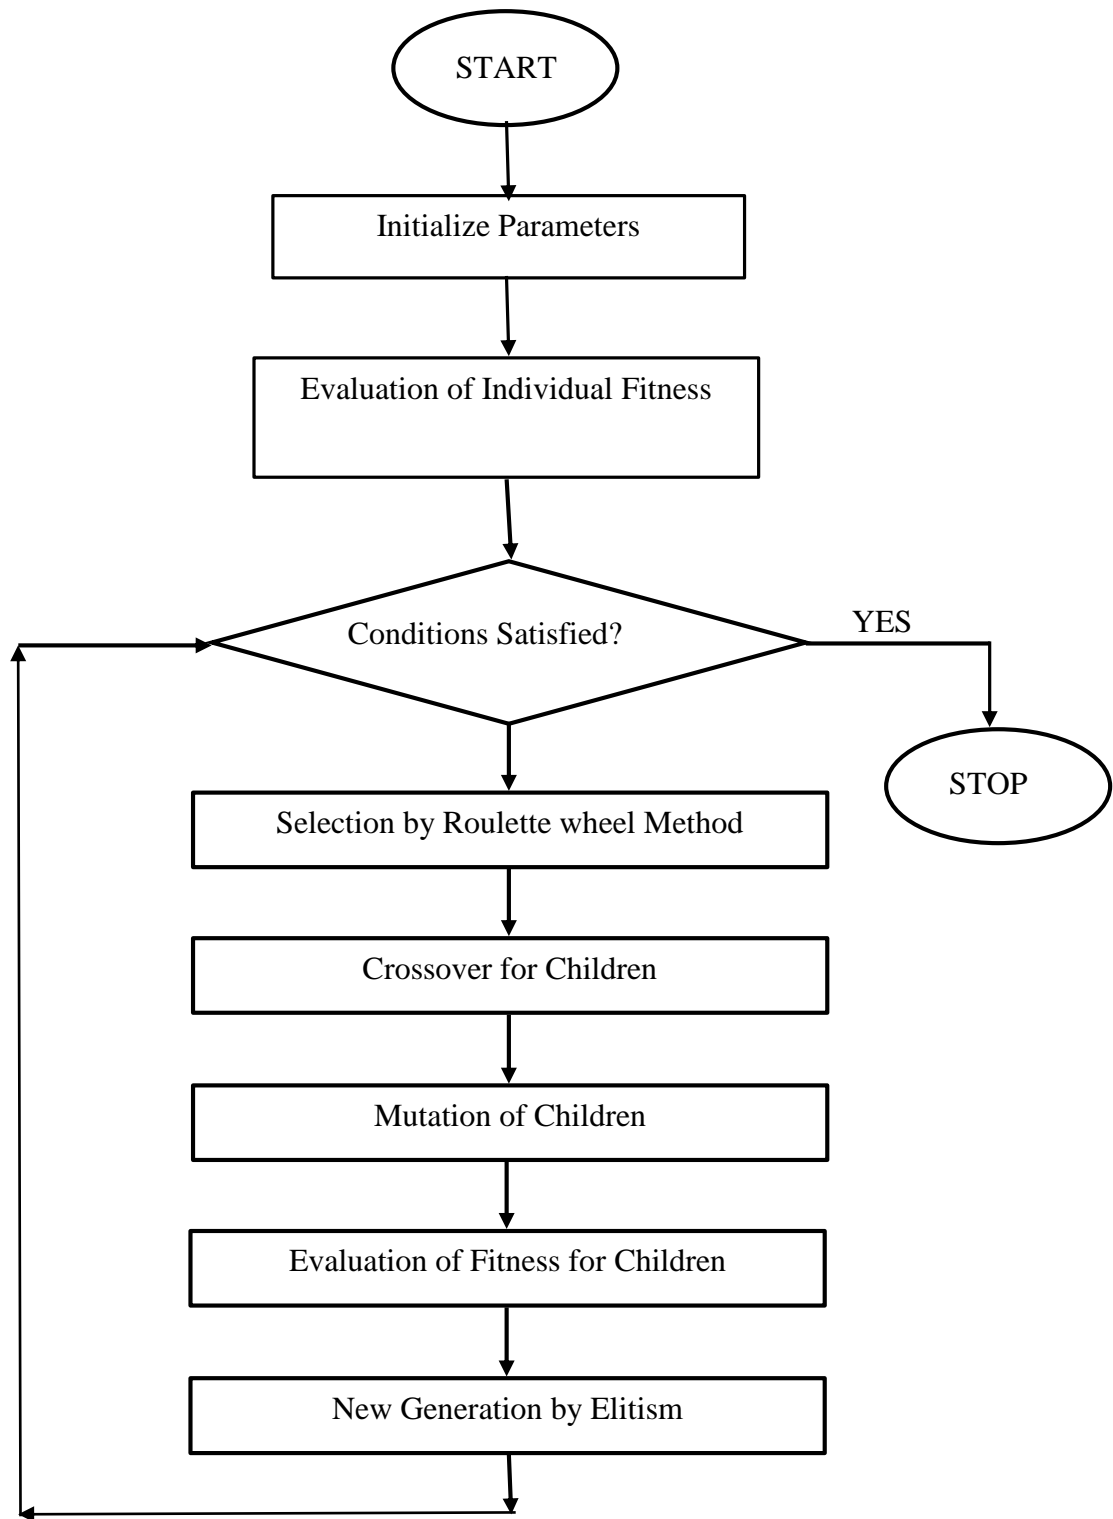 START
Initialize Parameters
Evaluation of Individual Fitness
Conditions Satisfied?
YES
STOP
Selection by Roulette wheel Method
Crossover for Children
Mutation of Children
Evaluation of Fitness for Children
New Generation by Elitism